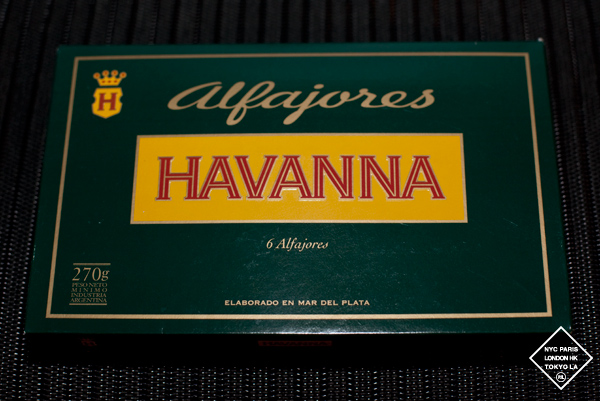 H
Alfajores
HAVANNA
6 Alfajores
270g
PESO NETO
MINIMO
INDUSTRIA
ARGENTINA
ELABORADO EN MAR DEL PLATA
NYC PARIS
LONDON HK
TOKYO LA